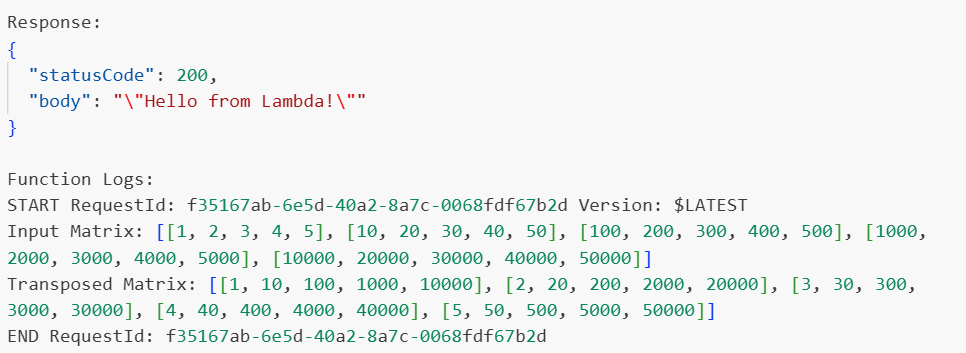 Response:
{
"statusCode": 200,
"body": "\"Hello from Lambda!\""
}
Function Logs:
START RequestId: f35167ab-6e5d-40a2-8a7c-0068fdf67b2d Version: $LATEST
Input Matrix: [[1, 2, 3, 4, 5], [10, 20, 30, 40, 50], [100, 200, 300, 400, 500], [1000,
2000, 3000, 4000, 5000], [10000, 20000, 30000, 40000, 50000]]
Transposed Matrix: [[1, 10, 100, 1000, 10000], [2, 20, 200, 2000, 20000], [3, 30, 300,
3000, 30000], [4, 40, 400, 4000, 40000], [5, 50, 500, 5000, 50000]]
END RequestId: f35167ab-6e5d-40a2-8a7c-0068fdf67b2d